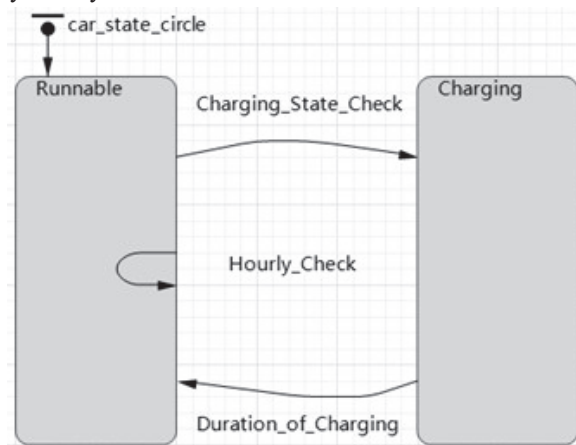 car_state_circle
Runnable
Charging
Charging_State_Check
Hourly_Check
Duration_of_Charging